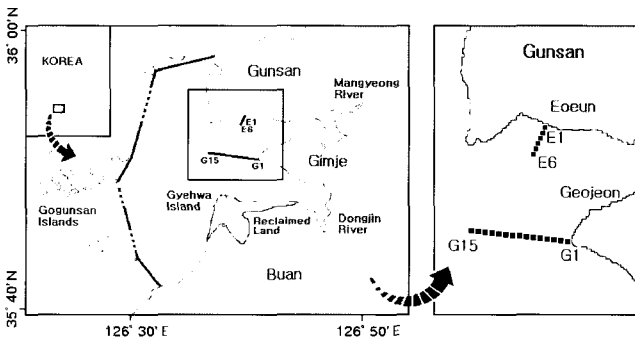 36° 00' N
35° 40' N
KOREA
Gunsan
Mangyeong
River
E1
E6
G15
G1
Gimje
Gyehwa
Island
Gogunsan
Islands
Reclaimed
Land
Dongjin
River
Buan
126° 30' E
126° 50' E
Gunsan
Eoeun
E1
E6
Geojeon
G15
G1